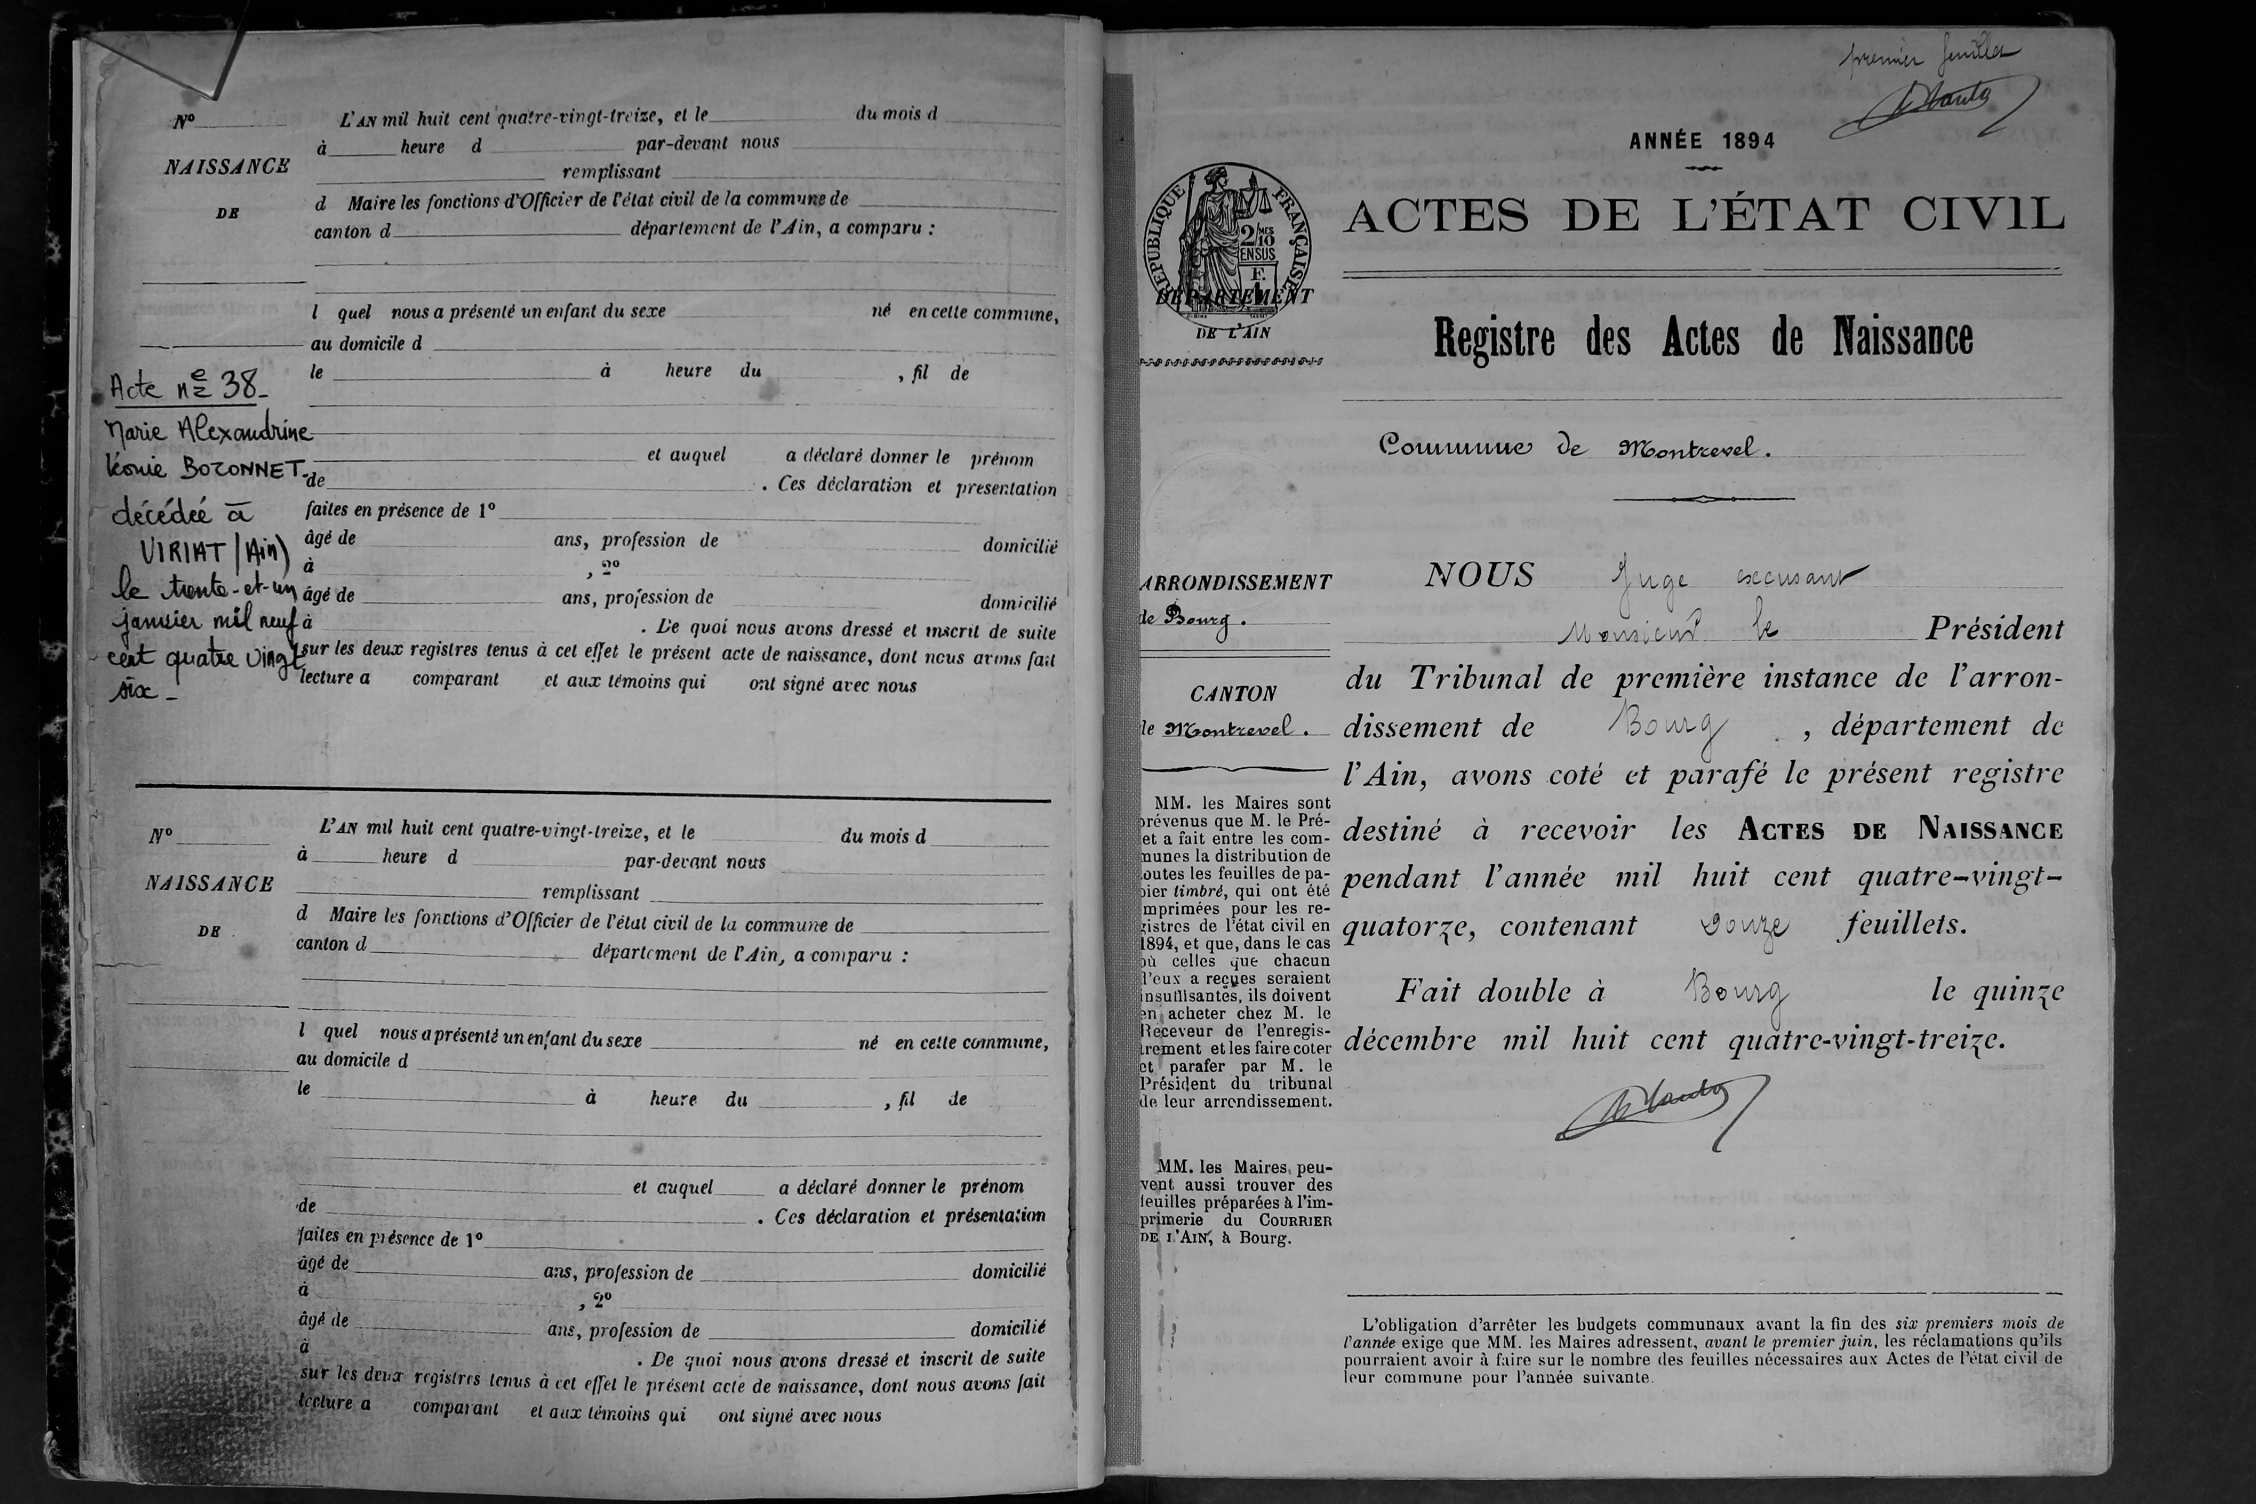 Nº L'AN mil huit cent quatre-vingt-treize, et le du mois d
à heure d par-devant nous
NAISSANCE
remplissant
DE
d Maire les fonctions d'Officier de l'état civil de la commune de
canton d département de l'Ain, a comparu :
l quel nous a présenté un enfant du sexe né en cette commune,
au domicile d
le à heure du , fil de
Acte nº 38
Marie Alexandrine
Léonie BOZONNET
décédée à
VIRIAT (Ain)
le trente-et-un
janvier mil neuf
cent quatre vingt
six
et auquel a déclaré donner le prénom
de . Ces déclaration et présentation
faites en présence de 1º
âgé de ans, profession de domicilié
à , 2º
âgé de ans, profession de domicilié
à . De quoi nous avons dressé et inscrit de suite
sur les deux registres tenus à cet effet le présent acte de naissance, dont nous avons fait
lecture a comparant et aux témoins qui ont signé avec nous
Nº L'AN mil huit cent quatre-vingt-treize, et le du mois d
à heure d par-devant nous
NAISSANCE
remplissant
DE
d Maire les fonctions d'Officier de l'état civil de la commune de
canton d département de l'Ain, a comparu :
l quel nous a présenté un enfant du sexe né en cette commune,
au domicile d
le à heure du , fil de
et auquel a déclaré donner le prénom
de . Ces déclaration et présentation
faites en présence de 1º
âgé de ans, profession de domicilié
à , 2º
âgé de ans, profession de domicilié
à . De quoi nous avons dressé et inscrit de suite
sur les deux registres tenus à cet effet le présent acte de naissance, dont nous avons fait
lecture a comparant et aux témoins qui ont signé avec nous
premier feuillet
ANNÉE 1894
RÉPUBLIQUE FRANÇAISE
2/10
MES
EN SUS
F.
1
DÉPARTEMENT
DE L'AIN
ACTES DE L'ÉTAT CIVIL
Registre des Actes de Naissance
Commune de Montrevel.
ARRONDISSEMENT
de Bourg.
CANTON
de Montrevel.
MM. les Maires sont
prévenus que M. le Pré-
et a fait entre les com-
munes la distribution de
toutes les feuilles de pa-
pier timbré, qui ont été
imprimées pour les re-
gistres de l'état civil en
1894, et que, dans le cas
où celles que chacun
d'eux a reçues seraient
insuffisantes, ils doivent
en acheter chez M. le
Receveur de l'enregis-
trement et les faire coter
et parafer par M. le
Président du tribunal
de leur arrondissement.
MM. les Maires peu-
vent aussi trouver des
feuilles préparées à l'im-
primerie du COURRIER
DE L'AIN, à Bourg.
NOUS Juge excusant
Monsieur le Président
du Tribunal de première instance de l'arron-
dissement de Bourg , département de
l'Ain, avons coté et parafé le présent registre
destiné à recevoir les ACTES DE NAISSANCE
pendant l'année mil huit cent quatre-vingt-
quatorze, contenant Douze feuillets.
Fait double à Bourg le quinze
décembre mil huit cent quatre-vingt-treize.
L'obligation d'arrêter les budgets communaux avant la fin des six premiers mois de
l'année exige que MM. les Maires adressent, avant le premier juin, les réclamations qu'ils
pourraient avoir à faire sur le nombre des feuilles nécessaires aux Actes de l'état civil de
leur commune pour l'année suivante.